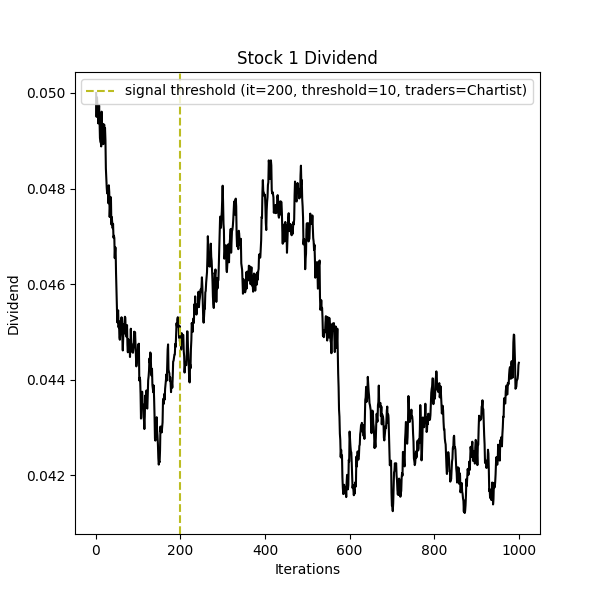 Stock 1 Dividend
signal threshold (it=200, threshold=10, traders=Chartist)
0.050
0.048
0.046
0.044
0.042
Dividend
0
200
400
600
800
1000
Iterations